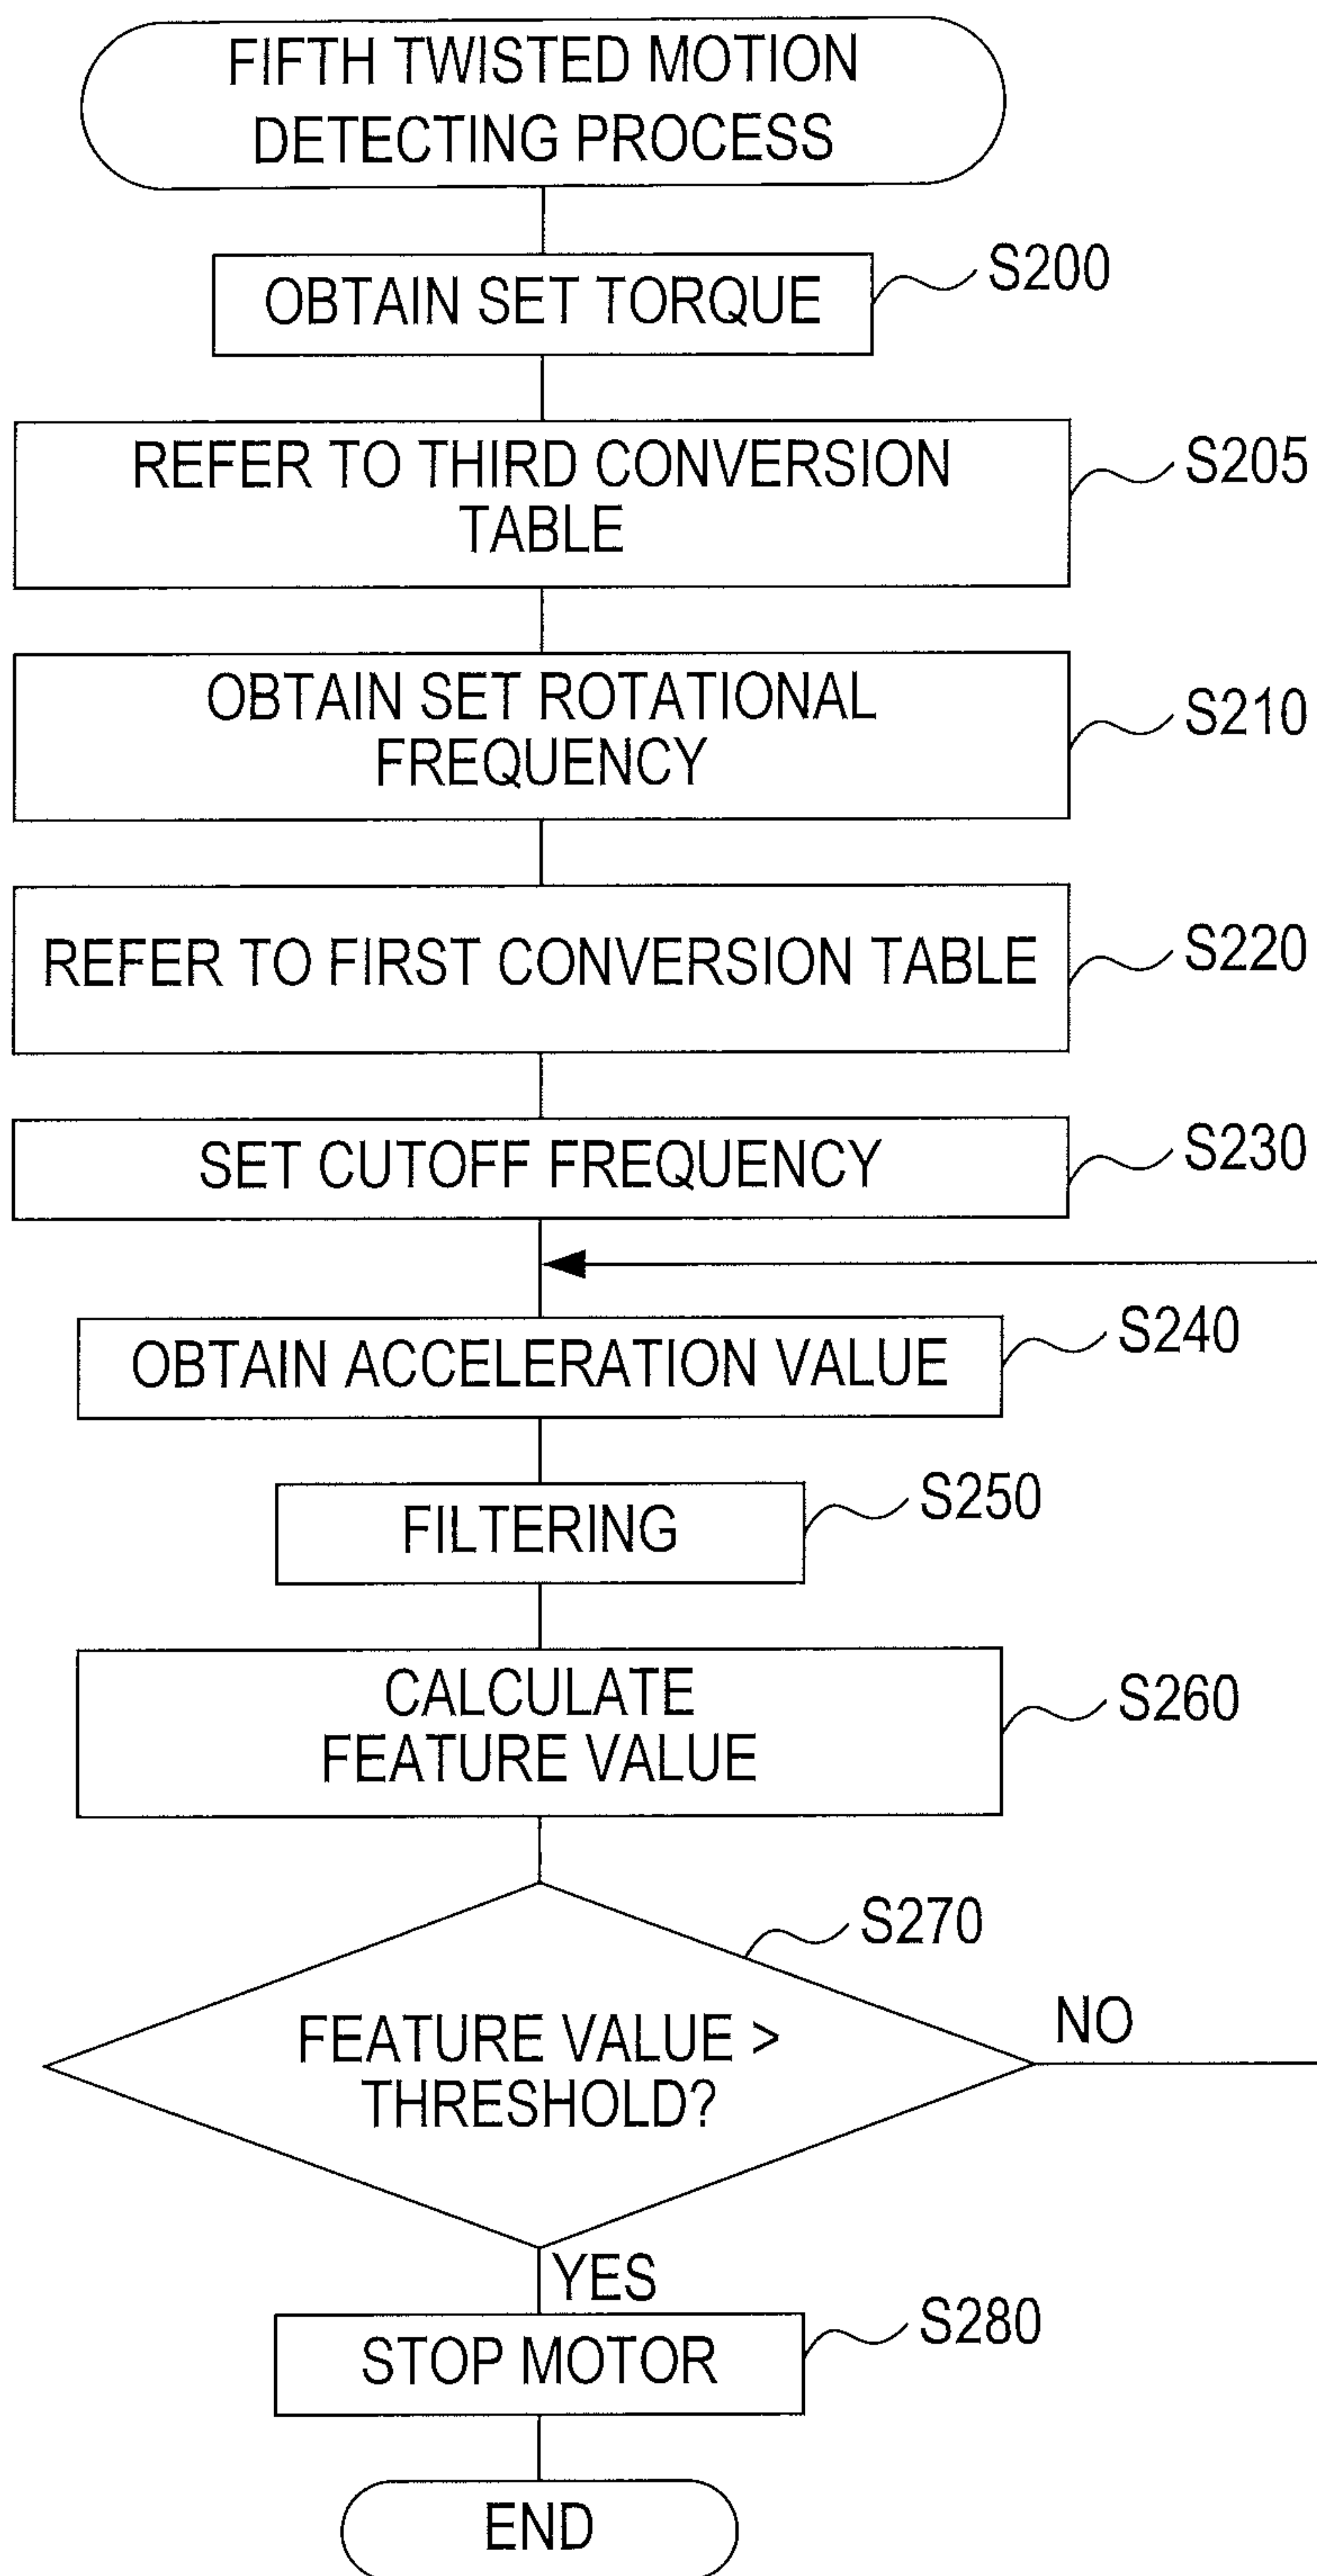 FIFTH TWISTED MOTION
DETECTING PROCESS
OBTAIN SET TORQUE
S200
REFER TO THIRD CONVERSION
TABLE
S205
OBTAIN SET ROTATIONAL
FREQUENCY
S210
REFER TO FIRST CONVERSION TABLE
S220
SET CUTOFF FREQUENCY
S230
OBTAIN ACCELERATION VALUE
S240
FILTERING
S250
CALCULATE
FEATURE VALUE
S260
S270
FEATURE VALUE >
THRESHOLD?
NO
YES
STOP MOTOR
S280
END